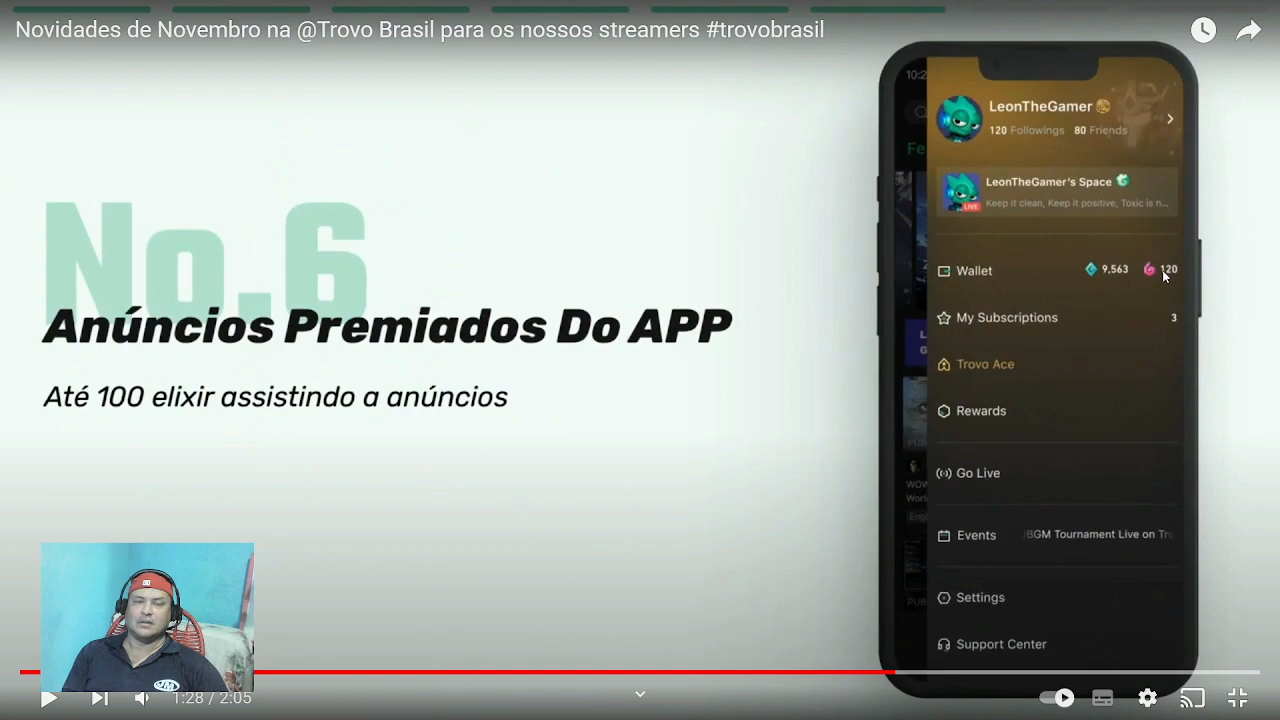 Novidades de Novembro na @Trovo Brasil para os nossos streamers #trovobrasil
No.6
Anúncios Premiados Do APP
Até 100 elixir assistindo a anúncios
10:2
LeonTheGamer
120 Followings 80 Friends
Fe
LeonTheGamer's Space
LIVE
Keep it clean, Keep it positive, Toxic is n...
Wallet 9,563 120
My Subscriptions 3
Trovo Ace
Rewards
Go Live
Events BGM Tournament Live on Tro
Settings
Support Center
1:28 / 2:05